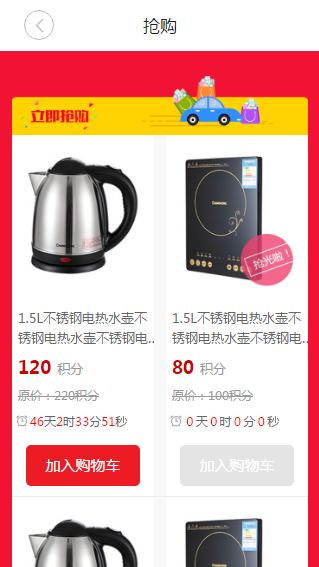 抢购
立即抢购
抢光啦！
1.5L不锈钢电热水壶不
锈钢电热水壶不锈钢电...
120 积分
原价：220积分
46天2时33分51秒
加入购物车
1.5L不锈钢电热水壶不
锈钢电热水壶不锈钢电...
80 积分
原价：100积分
0天0时0分0秒
加入购物车